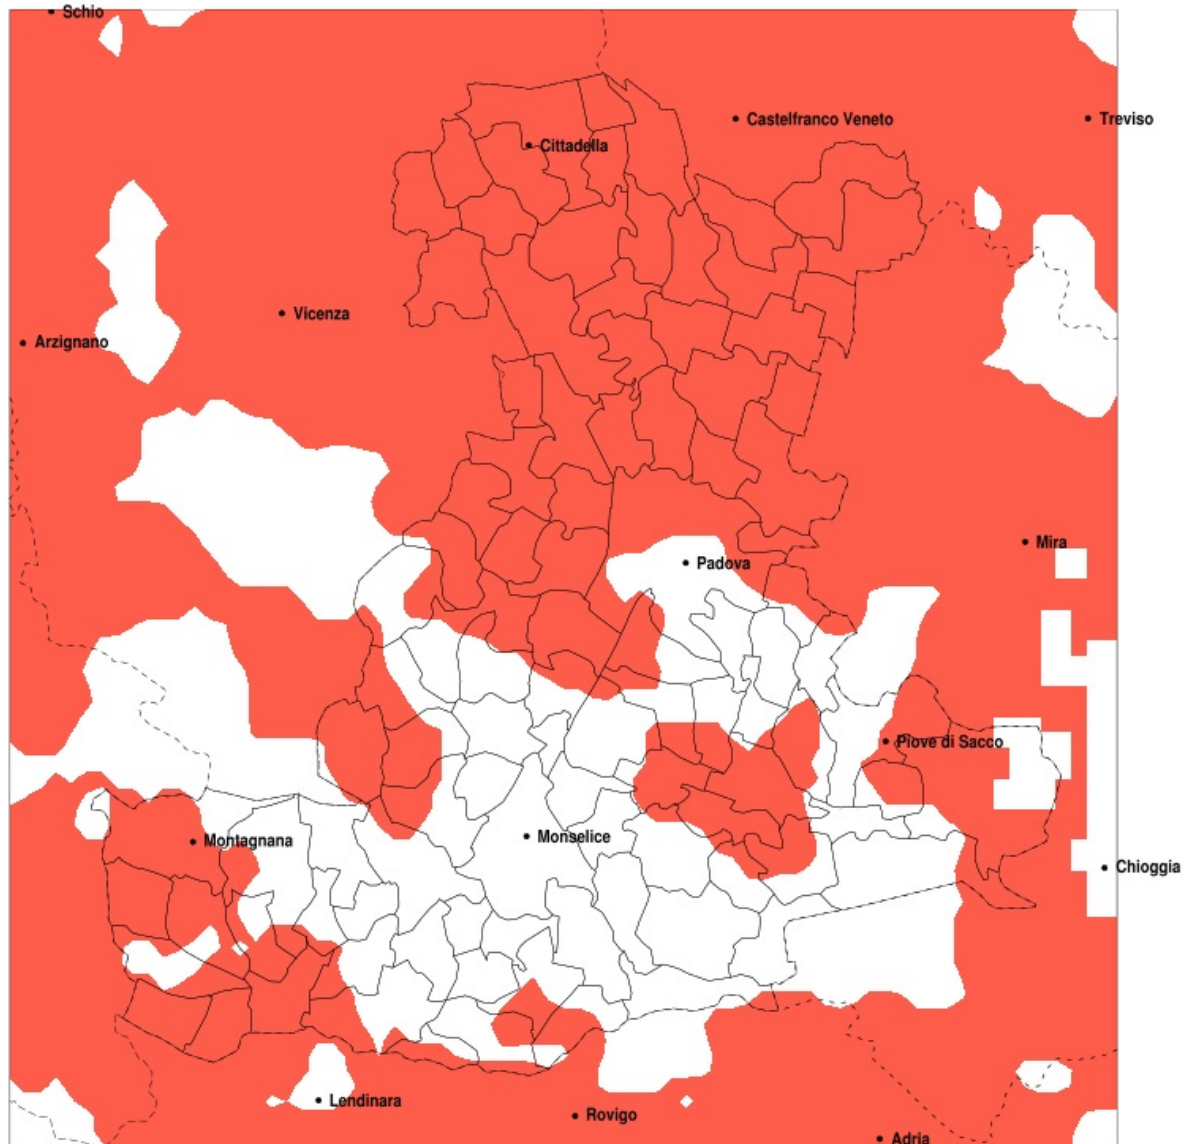 Schio
Castelfranco Veneto
Treviso
Cittadella
Vicenza
Arzignano
Mira
Padova
Piove di Sacco
Monselice
Montagnana
Chioggia
Lendinara
Rovigo
Adria